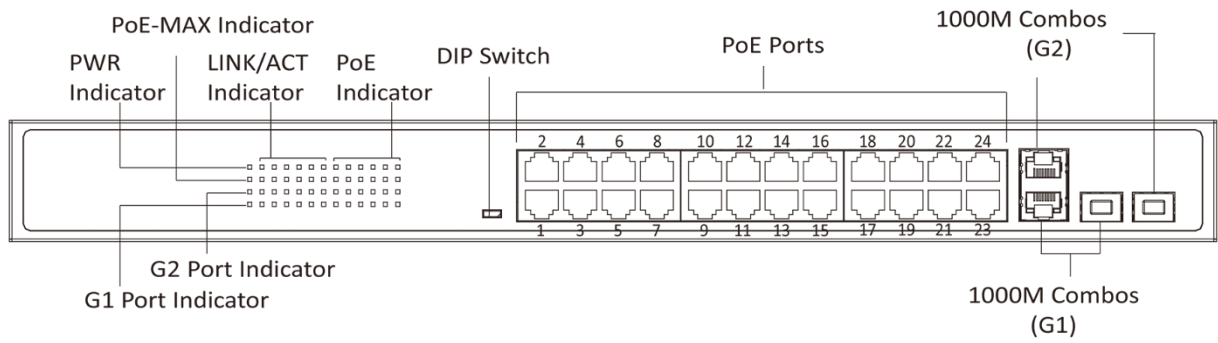 PoE-MAX Indicator
PWR
Indicator
LINK/ACT
Indicator
PoE
Indicator
DIP Switch
PoE Ports
1000M Combos
(G2)
2 4 6 8 10 12 14 16 18 20 22 24
1 3 5 7 9 11 13 15 17 19 21 23
G2 Port Indicator
G1 Port Indicator
1000M Combos
(G1)